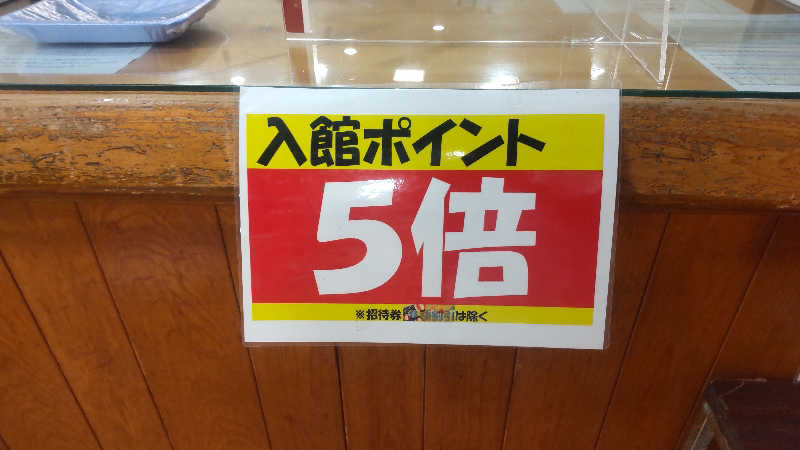 入館ポイント
5倍
※招待券 は除く